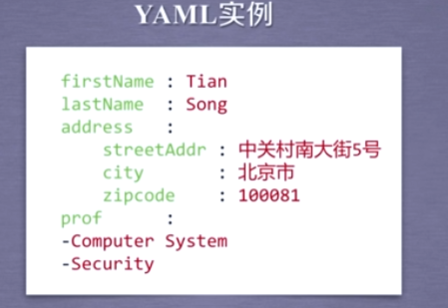 YAML实例
firstName : Tian
lastName : Song
address :
streetAddr : 中关村南大街5号
city : 北京市
zipcode : 100081
prof :
-Computer System
-Security